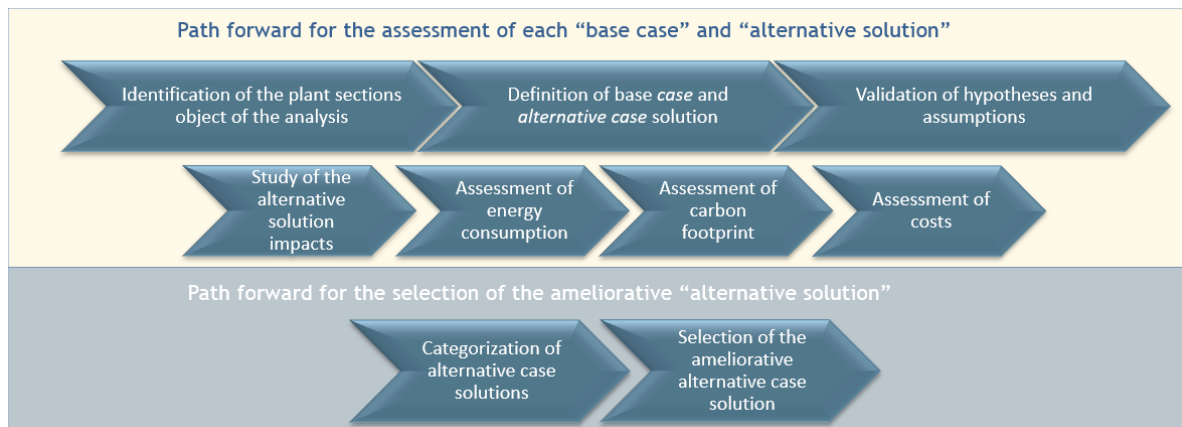 Path forward for the assessment of each “base case” and “alternative solution”
Identification of the plant sections
object of the analysis
Definition of base case and
alternative case solution
Validation of hypotheses and
assumptions
Study of the
alternative
solution
impacts
Assessment of
energy
consumption
Assessment of
carbon
footprint
Assessment of
costs
Path forward for the selection of the ameliorative “alternative solution”
Categorization of
alternative case
solutions
Selection of the
ameliorative
alternative case
solution